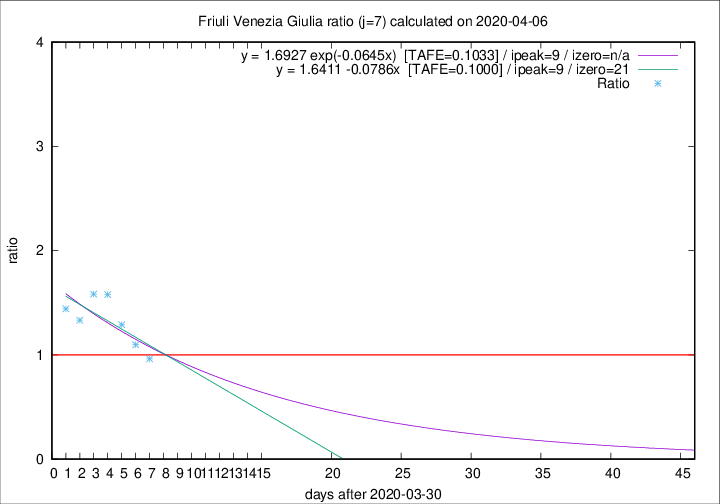 Friuli Venezia Giulia ratio (j=7) calculated on 2020-04-06
y = 1.6927 exp(-0.0645x)  [TAFE=0.1033] / ipeak=9 / izero=n/a
y = 1.6411 -0.0786x  [TAFE=0.1000] / ipeak=9 / izero=21
Ratio
4
3
2
1
0
ratio
0 1 2 3 4 5 6 7 8 9 10 11 12 13 14 15 20 25 30 35 40 45
days after 2020-03-30